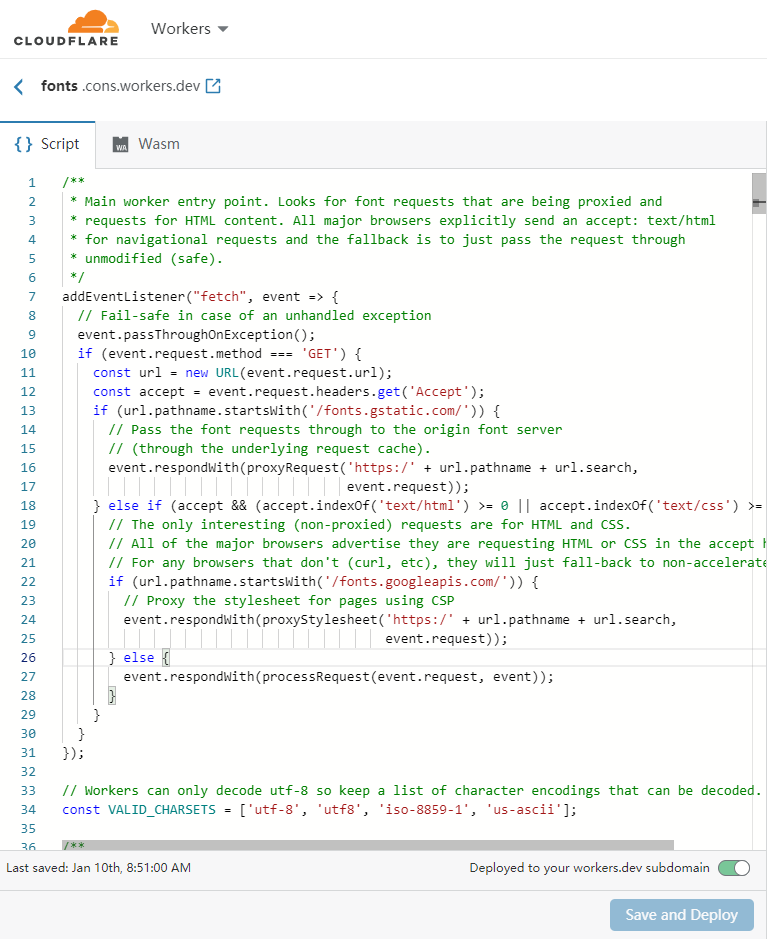 CLOUDFLARE
Workers
fonts .cons.workers.dev
{} Script
WA Wasm
1 /**
2 * Main worker entry point. Looks for font requests that are being proxied and
3 * requests for HTML content. All major browsers explicitly send an accept: text/html
4 * for navigational requests and the fallback is to just pass the request through
5 * unmodified (safe).
6 */
7 addEventListener("fetch", event => {
8 // Fail-safe in case of an unhandled exception
9 event.passThroughOnException();
10 if (event.request.method === 'GET') {
11 const url = new URL(event.request.url);
12 const accept = event.request.headers.get('Accept');
13 if (url.pathname.startsWith('/fonts.gstatic.com/')) {
14 // Pass the font requests through to the origin font server
15 // (through the underlying request cache).
16 event.respondWith(proxyRequest('https:/' + url.pathname + url.search,
17 event.request));
18 } else if (accept && (accept.indexOf('text/html') >= 0 || accept.indexOf('text/css') >=
19 // The only interesting (non-proxied) requests are for HTML and CSS.
20 // All of the major browsers advertise they are requesting HTML or CSS in the accept
21 // For any browsers that don't (curl, etc), they will just fall-back to non-accelerate
22 if (url.pathname.startsWith('/fonts.googleapis.com/')) {
23 // Proxy the stylesheet for pages using CSP
24 event.respondWith(proxyStylesheet('https:/' + url.pathname + url.search,
25 event.request));
26 } else {
27 event.respondWith(processRequest(event.request, event));
28 }
29 }
30 }
31 });
32
33 // Workers can only decode utf-8 so keep a list of character encodings that can be decoded.
34 const VALID_CHARSETS = ['utf-8', 'utf8', 'iso-8859-1', 'us-ascii'];
35
36 /**
Last saved: Jan 10th, 8:51:00 AM
Deployed to your workers.dev subdomain
Save and Deploy